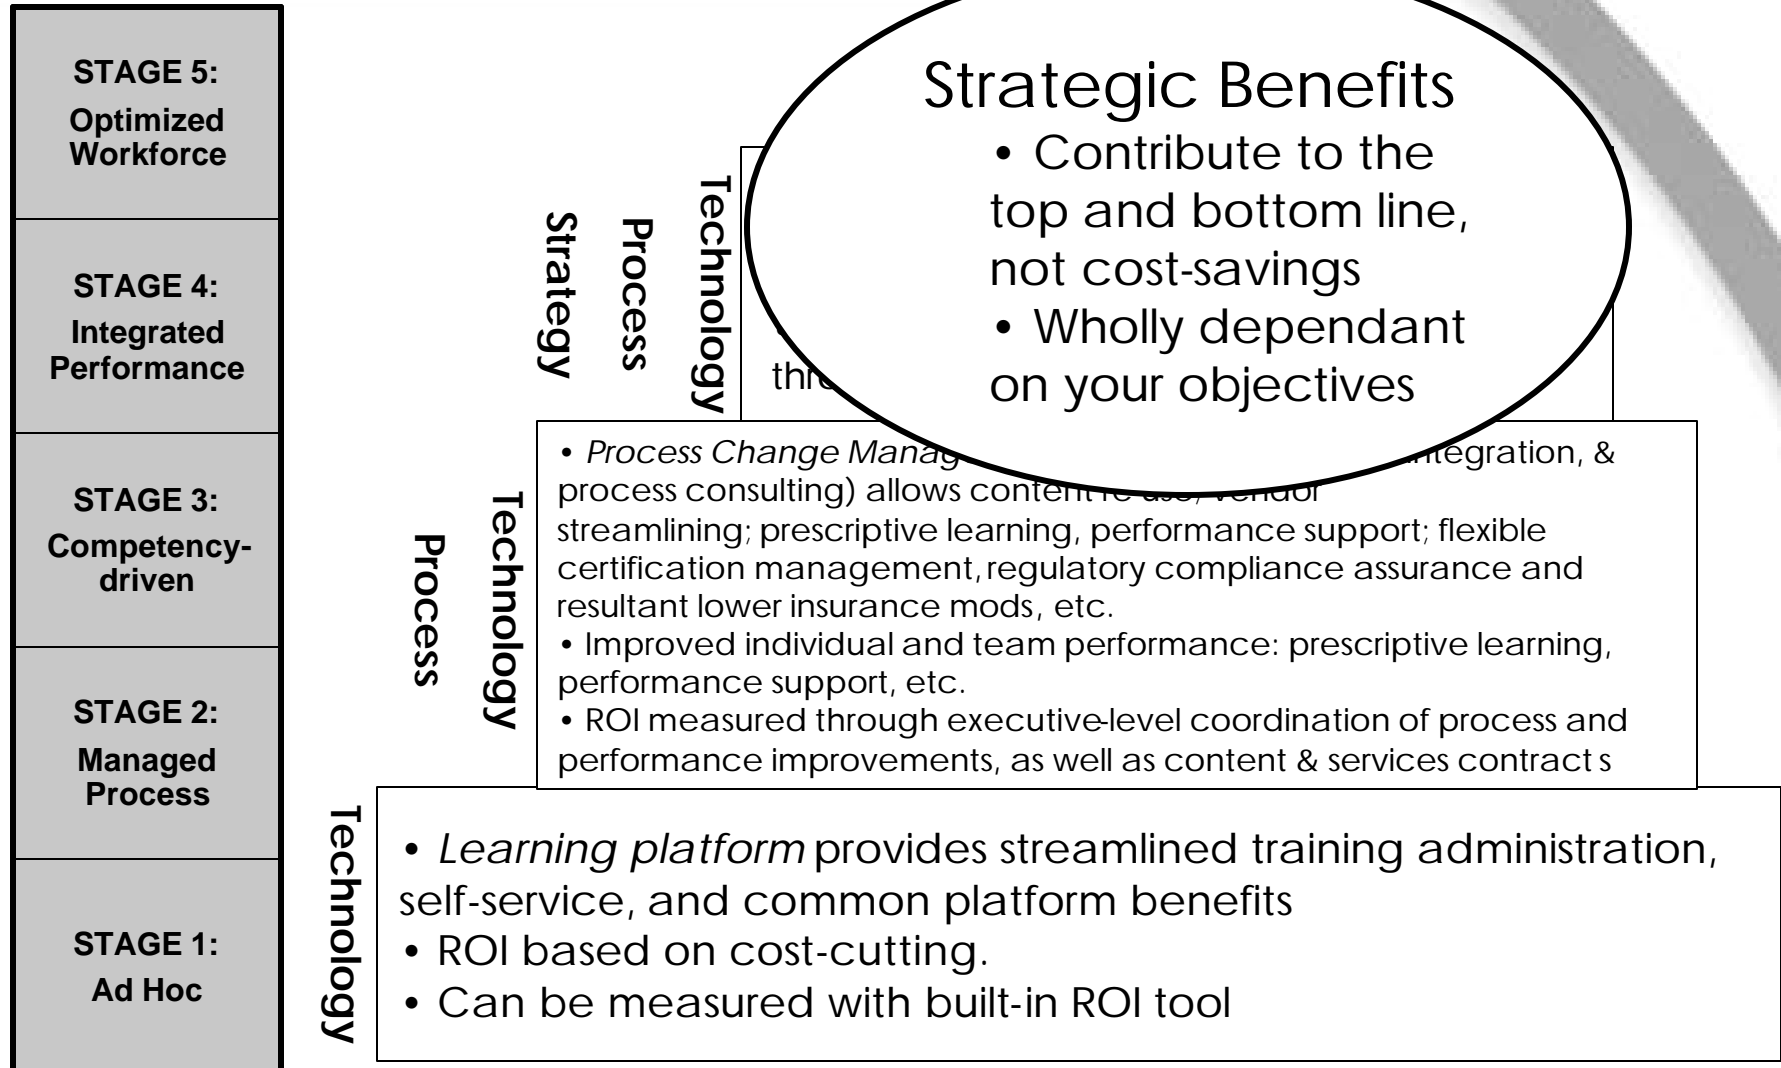 STAGE 5:
Optimized
Workforce
STAGE 4:
Integrated
Performance
STAGE 3:
Competency-
driven
STAGE 2:
Managed
Process
STAGE 1:
Ad Hoc
Strategic Benefits
• Contribute to the
top and bottom line,
not cost-savings
• Wholly dependant
on your objectives
Strategy
Process
Technology
• Process Change
& 
process consulting) allows content
streamlining; prescriptive learning, performance support; flexible
certification management, regulatory compliance assurance and
resultant lower insurance mods, etc.
• Improved individual and team performance: prescriptive learning,
performance support, etc.
• ROI measured through executive-level coordination of process and
performance improvements, as well as content & services contract s
Process
Technology
• Learning platform provides streamlined training administration,
self-service, and common platform benefits
• ROI based on cost-cutting.
• Can be measured with built-in ROI tool
Technology